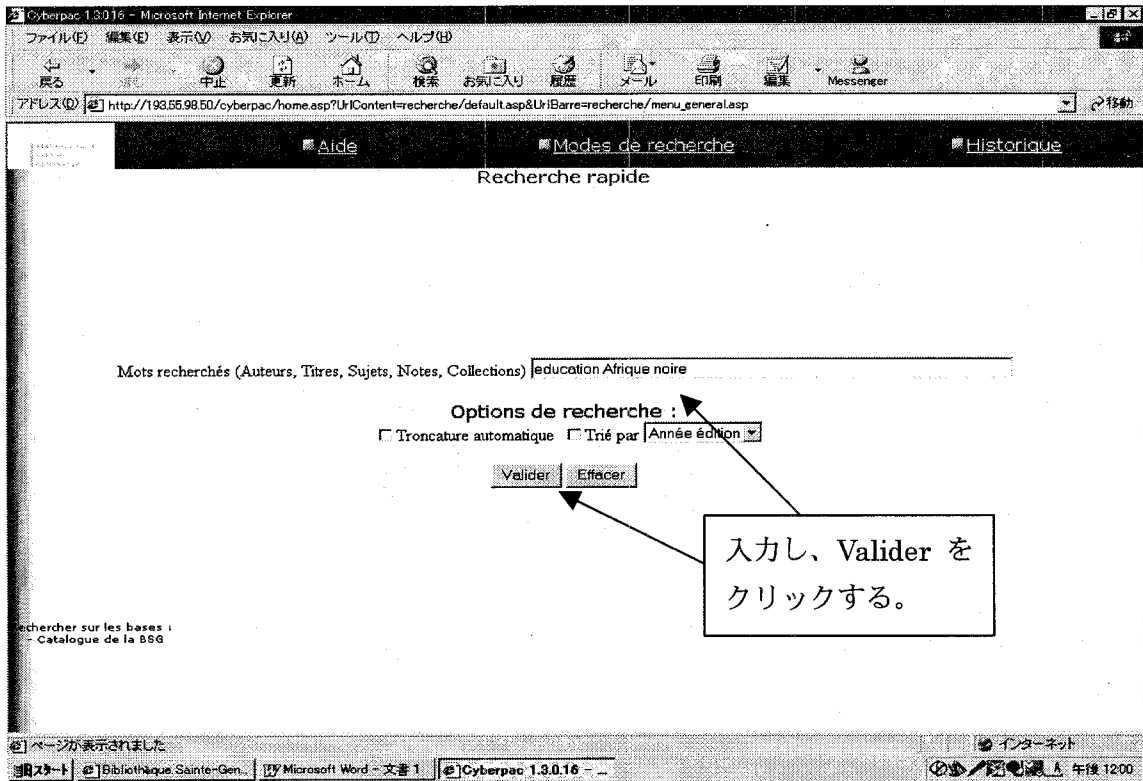 Cyberpac 1.3.0.16 - Microsoft Internet Explorer
ファイル(F) 編集(E) 表示(V) お気に入り(A) ツール(T) ヘルプ(H)
戻る 中止 更新 ホーム 検索 お気に入り 履歴 メール 印刷 編集 Messenger
アドレス(D) http://193.55.98.50/cyberpac/home.asp?UrlContent=recherche/default.asp&UrlBarre=recherche/menu_general.asp 移動
Aide Modes de recherche Historique
Recherche rapide
Mots recherchés (Auteurs, Titres, Sujets, Notes, Collections) education Afrique noire
Options de recherche :
Troncature automatique Trié par Année édition
Valider Effacer
入力し、Valider を
クリックする。
echercher sur les bases :
- Catalogue de la BSG
ページが表示されました インターネット
スタート Bibliothèque Sainte-Gen... Microsoft Word - 文書 1 Cyberpac 1.3.0.16 - ... 午後 12:00